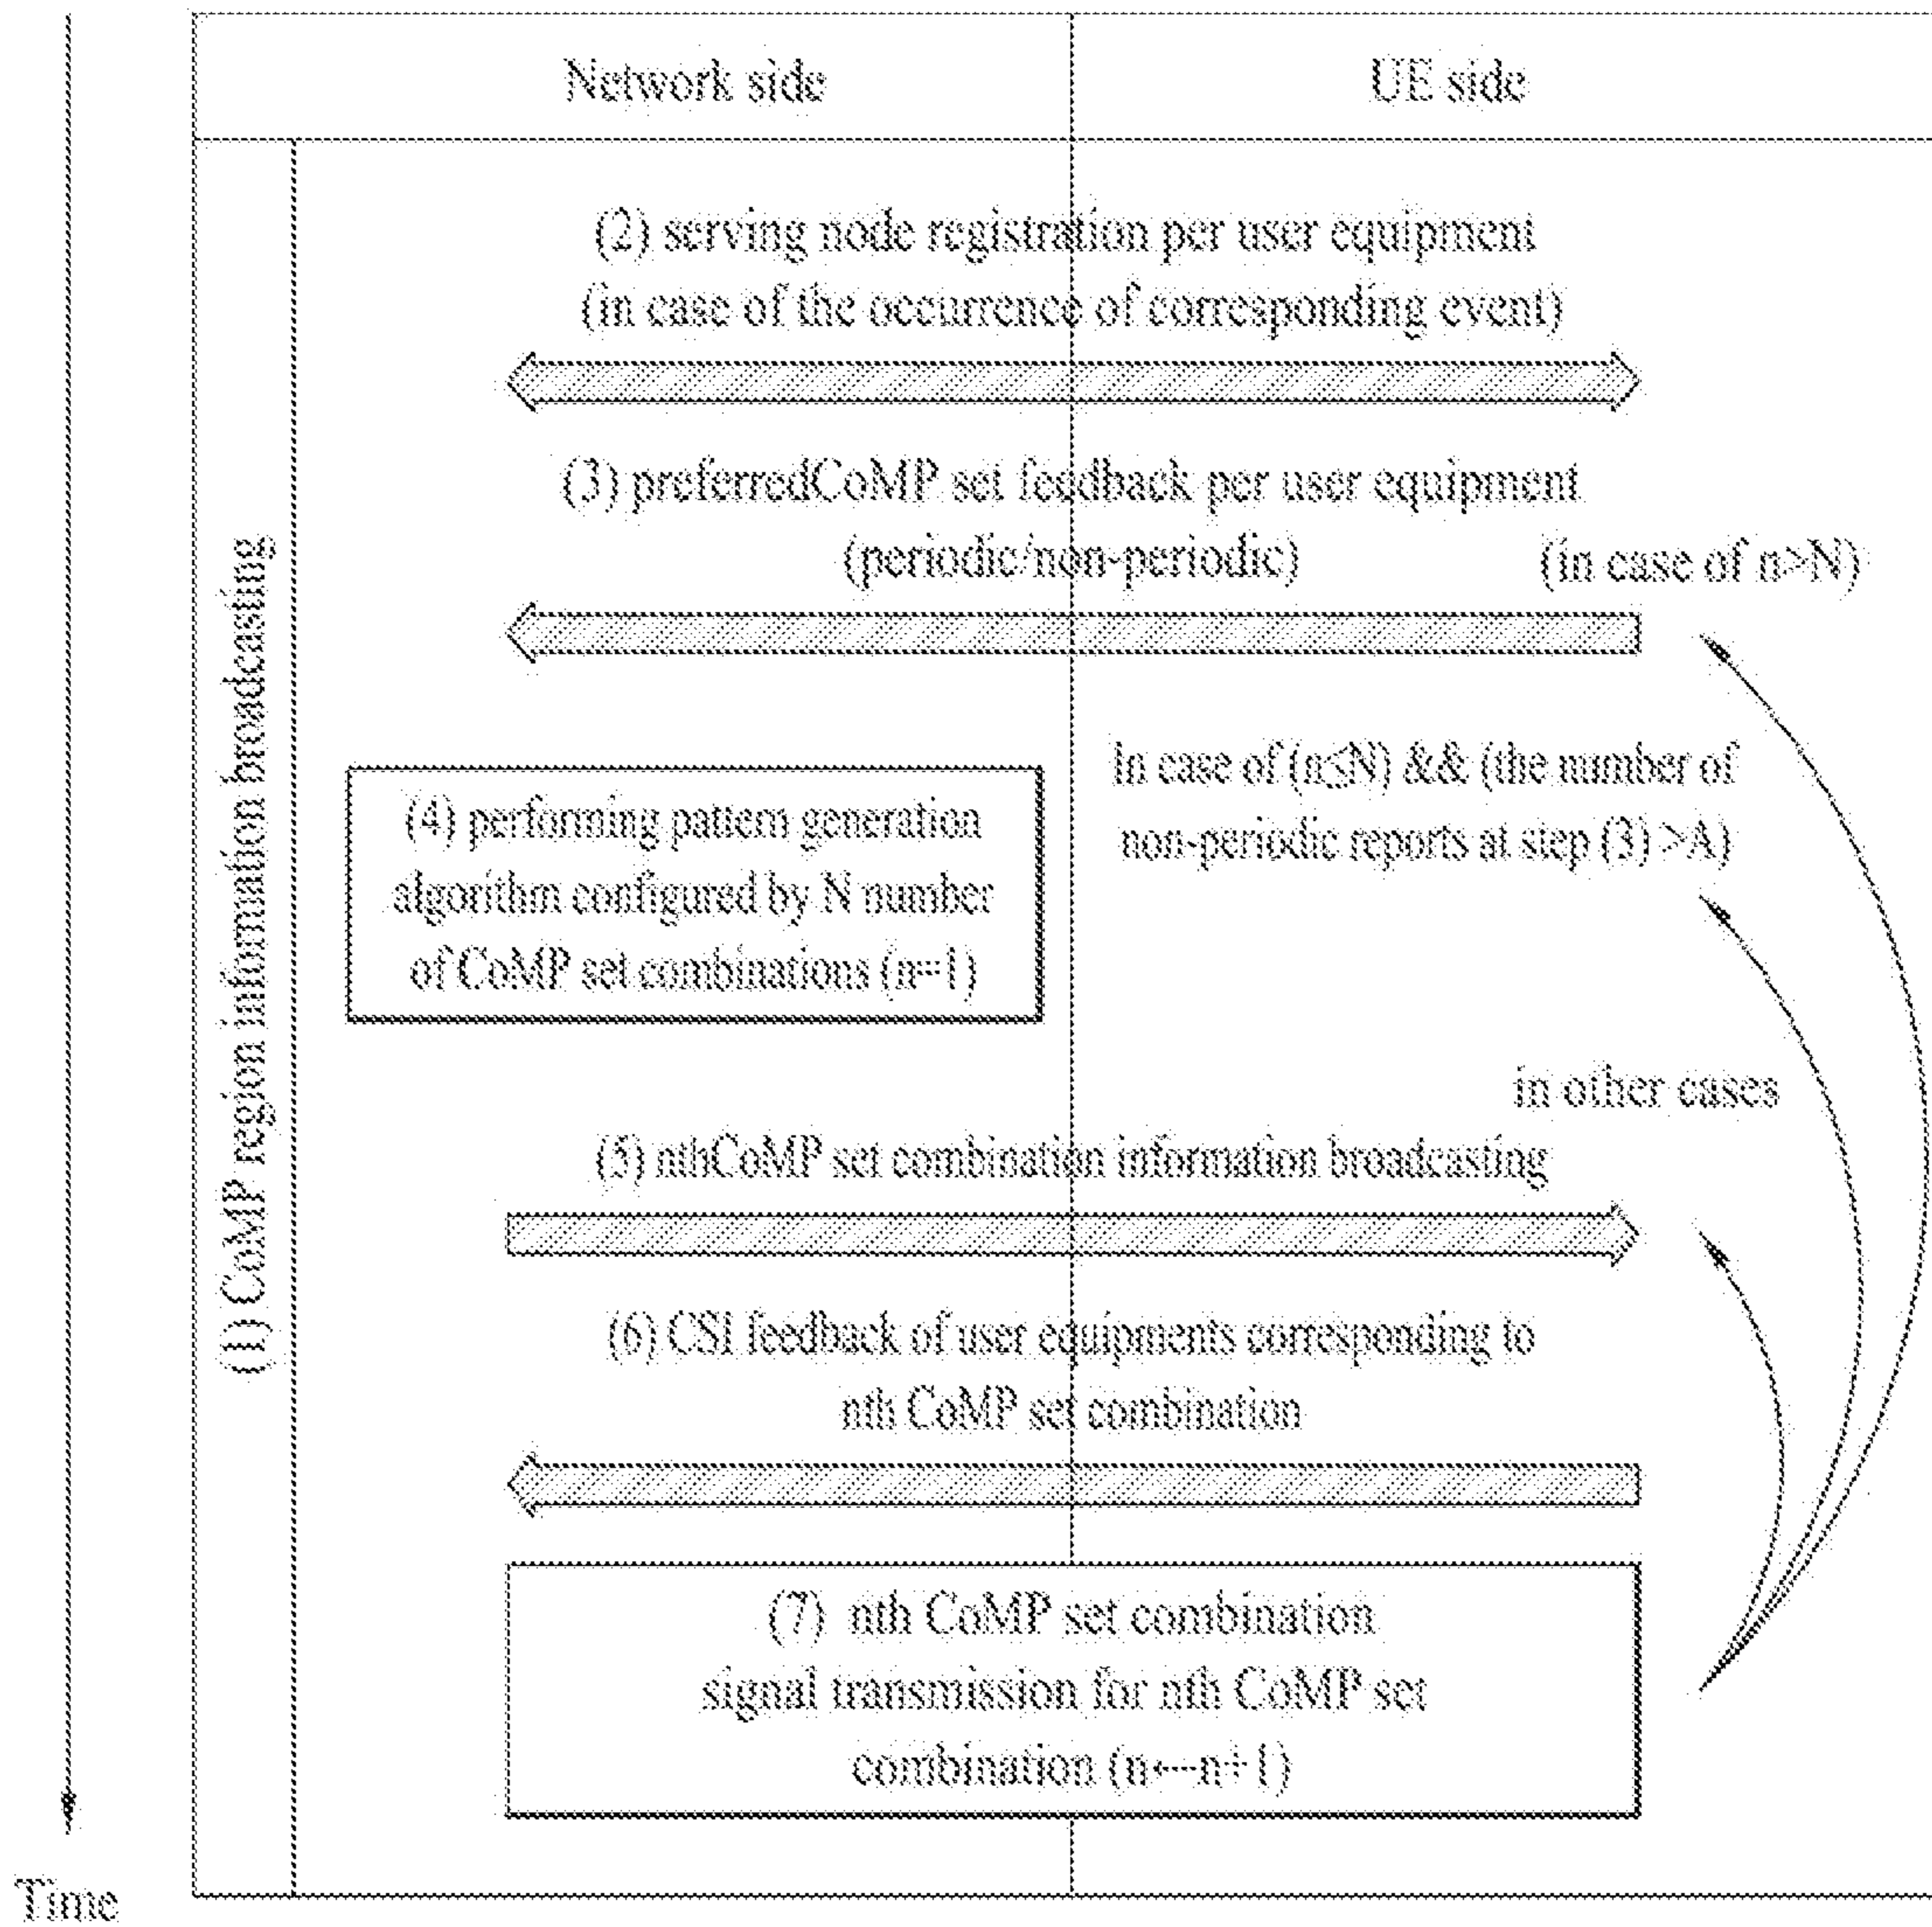 Network side
UE side
(1) CoMP region information broadcasting
(2) serving node registration per user equipment
(in case of the occurrence of corresponding event)
(3) preferredCoMP set feedback per user equipment
(periodic/non-periodic)
(in case of n>N)
In case of (n≤N) && (the number of
non-periodic reports at step (3) >A)
(4) performing pattern generation
algorithm configured by N number
of CoMP set combinations (n=1)
in other cases
(5) nthCoMP set combination information broadcasting
(6) CSI feedback of user equipments corresponding to
nth CoMP set combination
(7) nth CoMP set combination
signal transmission for nth CoMP set
combination (n←n+1)
Time